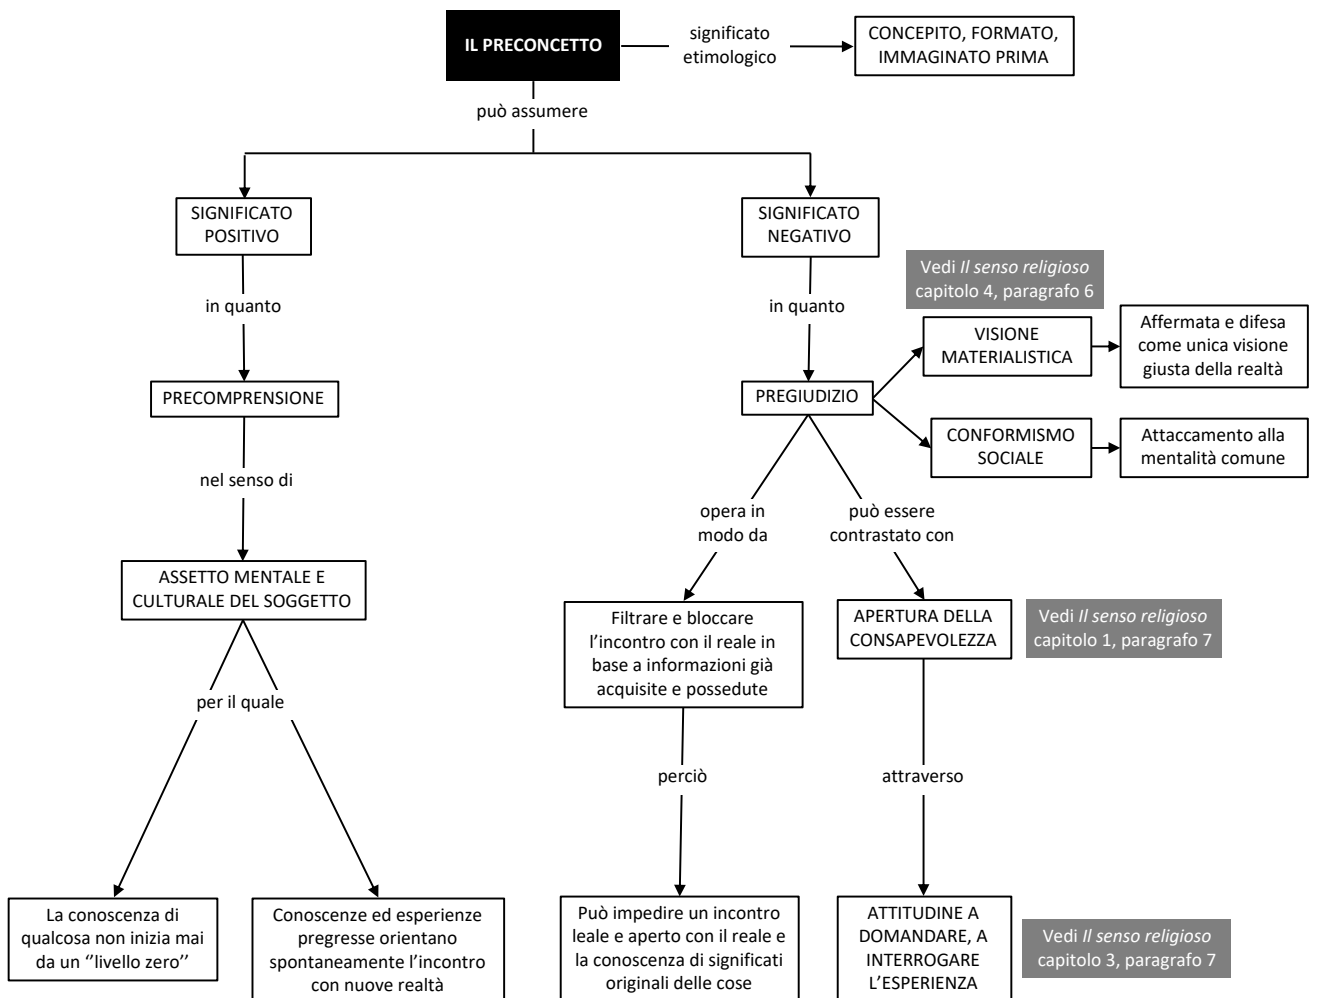 IL PRECONCETTO
significato
etimologico
CONCEPITO, FORMATO,
IMMAGINATO PRIMA
può assumere
SIGNIFICATO
POSITIVO
SIGNIFICATO
NEGATIVO
in quanto
in quanto
Vedi Il senso religioso
capitolo 4, paragrafo 6
VISIONE
MATERIALISTICA
Affermata e difesa
come unica visione
giusta della realtà
PRECOMPRENSIONE
PREGIUDIZIO
CONFORMISMO
SOCIALE
Attaccamento alla
mentalità comune
nel senso di
opera in
modo da
può essere
contrastato con
ASSETTO MENTALE E
CULTURALE DEL SOGGETTO
Filtrare e bloccare
l’incontro con il reale in
base a informazioni già
acquisite e possedute
APERTURA DELLA
CONSAPEVOLEZZA
Vedi Il senso religioso
capitolo 1, paragrafo 7
per il quale
perciò
attraverso
La conoscenza di
qualcosa non inizia mai
da un ‘’livello zero’’
Conoscenze ed esperienze
pregresse orientano
spontaneamente l’incontro
con nuove realtà
Può impedire un incontro
leale e aperto con il reale e
la conoscenza di significati
originali delle cose
ATTITUDINE A
DOMANDARE, A
INTERROGARE
L’ESPERIENZA
Vedi Il senso religioso
capitolo 3, paragrafo 7